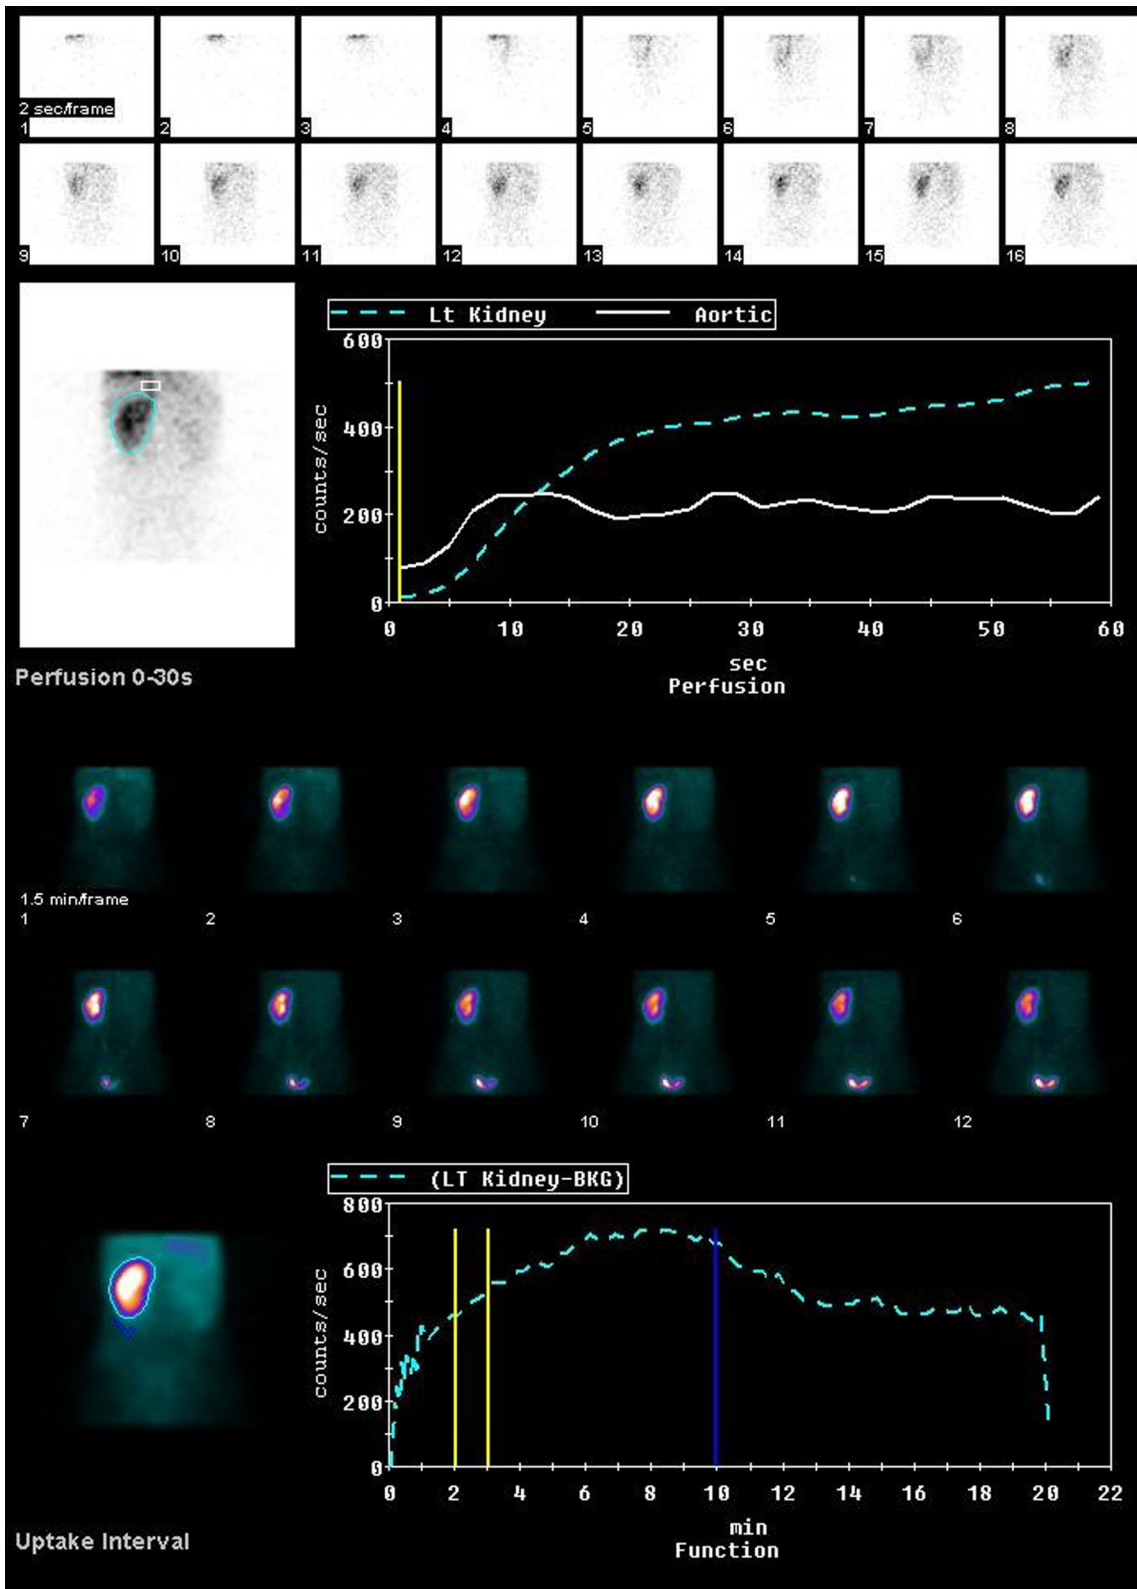 2 sec/frame
1 2 3 4 5 6 7 8
9 10 11 12 13 14 15 16
Lt Kidney Aortic
600
400
200
0
counts/sec
0 10 20 30 40 50 60
sec
Perfusion
Perfusion 0-30s
1.5 min/frame
1 2 3 4 5 6
7 8 9 10 11 12
(LT Kidney-BKG)
800
600
400
200
0
counts/sec
0 2 4 6 8 10 12 14 16 18 20 22
min
Function
Uptake Interval